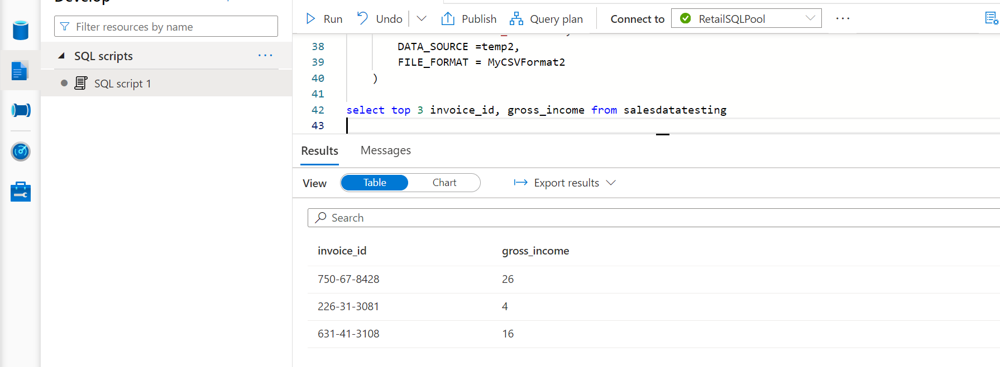 Develop
Filter resources by name
SQL scripts
SQL script 1
Run Undo Publish Query plan Connect to RetailSQLPool
38 DATA_SOURCE =temp2,
39 FILE_FORMAT = MyCSVFormat2
40 )
41
42 select top 3 invoice_id, gross_income from salesdatatesting
43
Results Messages
View Table Chart Export results
Search
invoice_id gross_income
750-67-8428 26
226-31-3081 4
631-41-3108 16